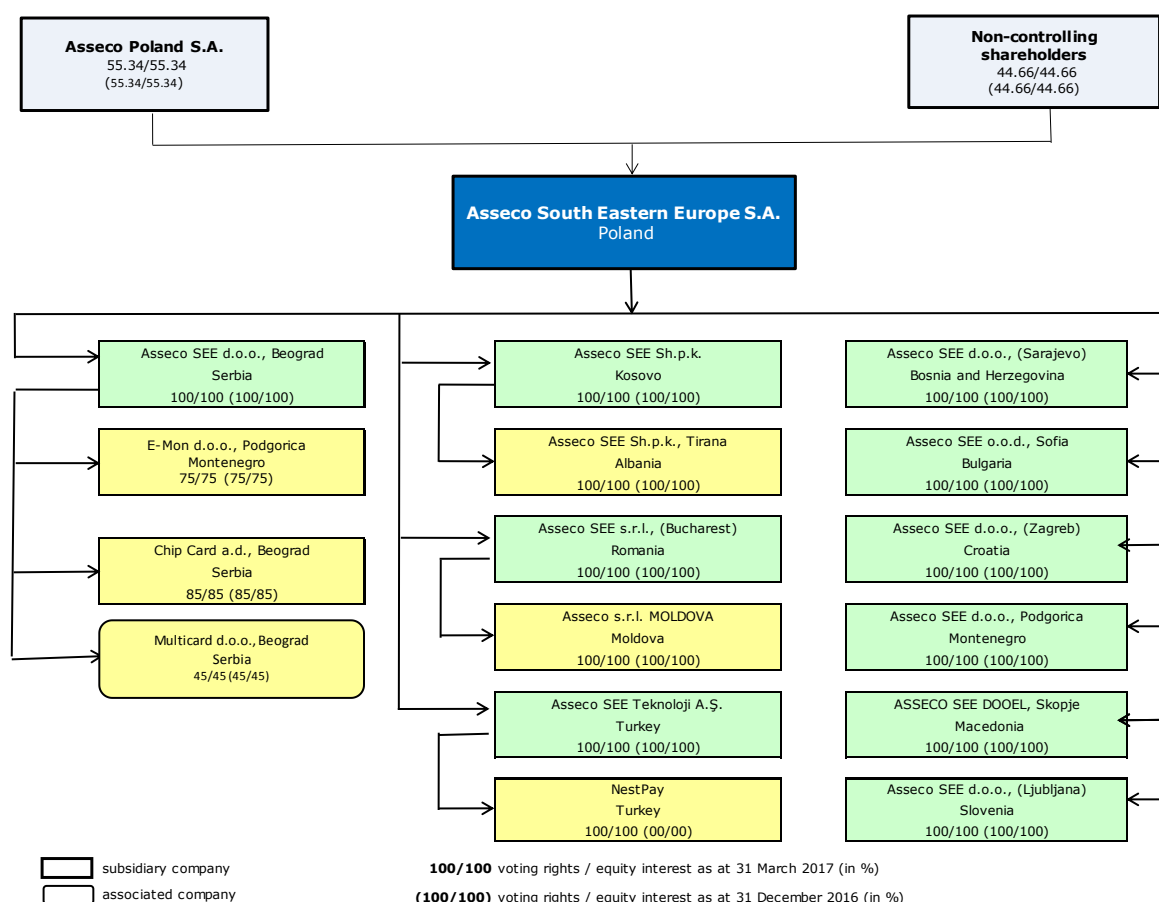 Asseco Poland S.A.
55.34/55.34
(55.34/55.34)
Non-controlling
shareholders
44.66/44.66
(44.66/44.66)
Asseco South Eastern Europe S.A.
Poland
Asseco SEE d.o.o., Beograd
Serbia
100/100 (100/100)
E-Mon d.o.o., Podgorica
Montenegro
75/75 (75/75)
Chip Card a.d., Beograd
Serbia
85/85 (85/85)
Multicard d.o.o., Beograd
Serbia
45/45 (45/45)
Asseco SEE Sh.p.k.
Kosovo
100/100 (100/100)
Asseco SEE Sh.p.k., Tirana
Albania
100/100 (100/100)
Asseco SEE s.r.l., (Bucharest)
Romania
100/100 (100/100)
Asseco s.r.l. MOLDOVA
Moldova
100/100 (100/100)
Asseco SEE Teknoloji A.Ş.
Turkey
100/100 (100/100)
NestPay
Turkey
100/100 (00/00)
Asseco SEE d.o.o., (Sarajevo)
Bosnia and Herzegovina
100/100 (100/100)
Asseco SEE o.o.d., Sofia
Bulgaria
100/100 (100/100)
Asseco SEE d.o.o., (Zagreb)
Croatia
100/100 (100/100)
Asseco SEE d.o.o., Podgorica
Montenegro
100/100 (100/100)
ASSECO SEE DOOEL, Skopje
Macedonia
100/100 (100/100)
Asseco SEE d.o.o., (Ljubljana)
Slovenia
100/100 (100/100)
subsidiary company
100/100 voting rights / equity interest as at 31 March 2017 (in %)
associated company
(100/100) voting rights / equity interest as at 31 December 2016 (in %)